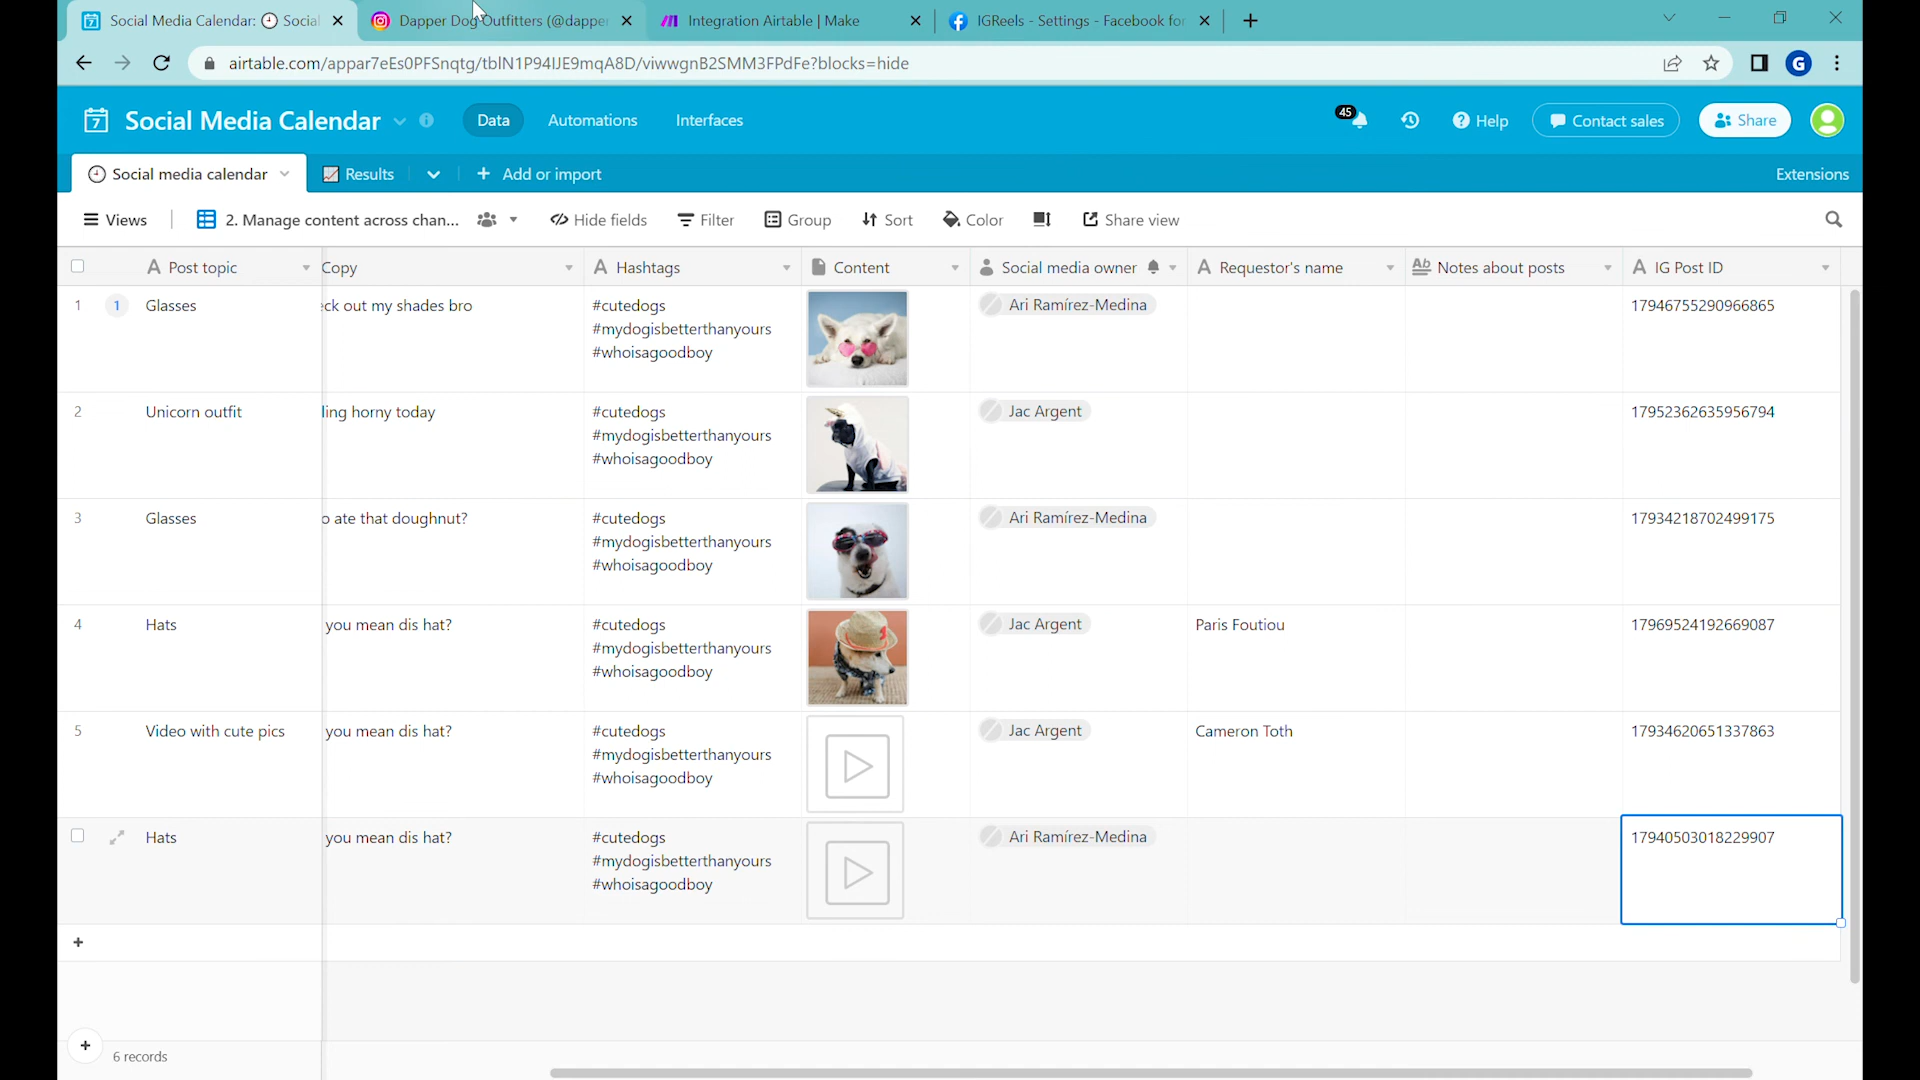 Social Media Calendar: Social
Dapper Dog Outfitters (@dapper
Integration Airtable | Make
IGReels - Settings - Facebook for
airtable.com/appar7eEs0PFSnqtg/tblN1P94lJE9mqA8D/viwwgnB2SMM3FPdFe?blocks=hide
G
7 Social Media Calendar
Data
Automations
Interfaces
45
Help
Contact sales
Share
Social media calendar
Results
+ Add or import
Extensions
Views
2. Manage content across chan...
Hide fields
Filter
Group
Sort
Color
Share view
Post topic
Copy
Hashtags
Content
Social media owner
Requestor's name
Notes about posts
IG Post ID
1 1 Glasses
ck out my shades bro
#cutedogs
#mydogisbetterthanyours
#whoisagoodboy
Ari Ramírez-Medina
17946755290966865
2 Unicorn outfit
ling horny today
#cutedogs
#mydogisbetterthanyours
#whoisagoodboy
Jac Argent
17952362635956794
3 Glasses
o ate that doughnut?
#cutedogs
#mydogisbetterthanyours
#whoisagoodboy
Ari Ramírez-Medina
17934218702499175
4 Hats
you mean dis hat?
#cutedogs
#mydogisbetterthanyours
#whoisagoodboy
Jac Argent
Paris Foutiou
17969524192669087
5 Video with cute pics
you mean dis hat?
#cutedogs
#mydogisbetterthanyours
#whoisagoodboy
Jac Argent
Cameron Toth
17934620651337863
Hats
you mean dis hat?
#cutedogs
#mydogisbetterthanyours
#whoisagoodboy
Ari Ramírez-Medina
17940503018229907
+
+
6 records